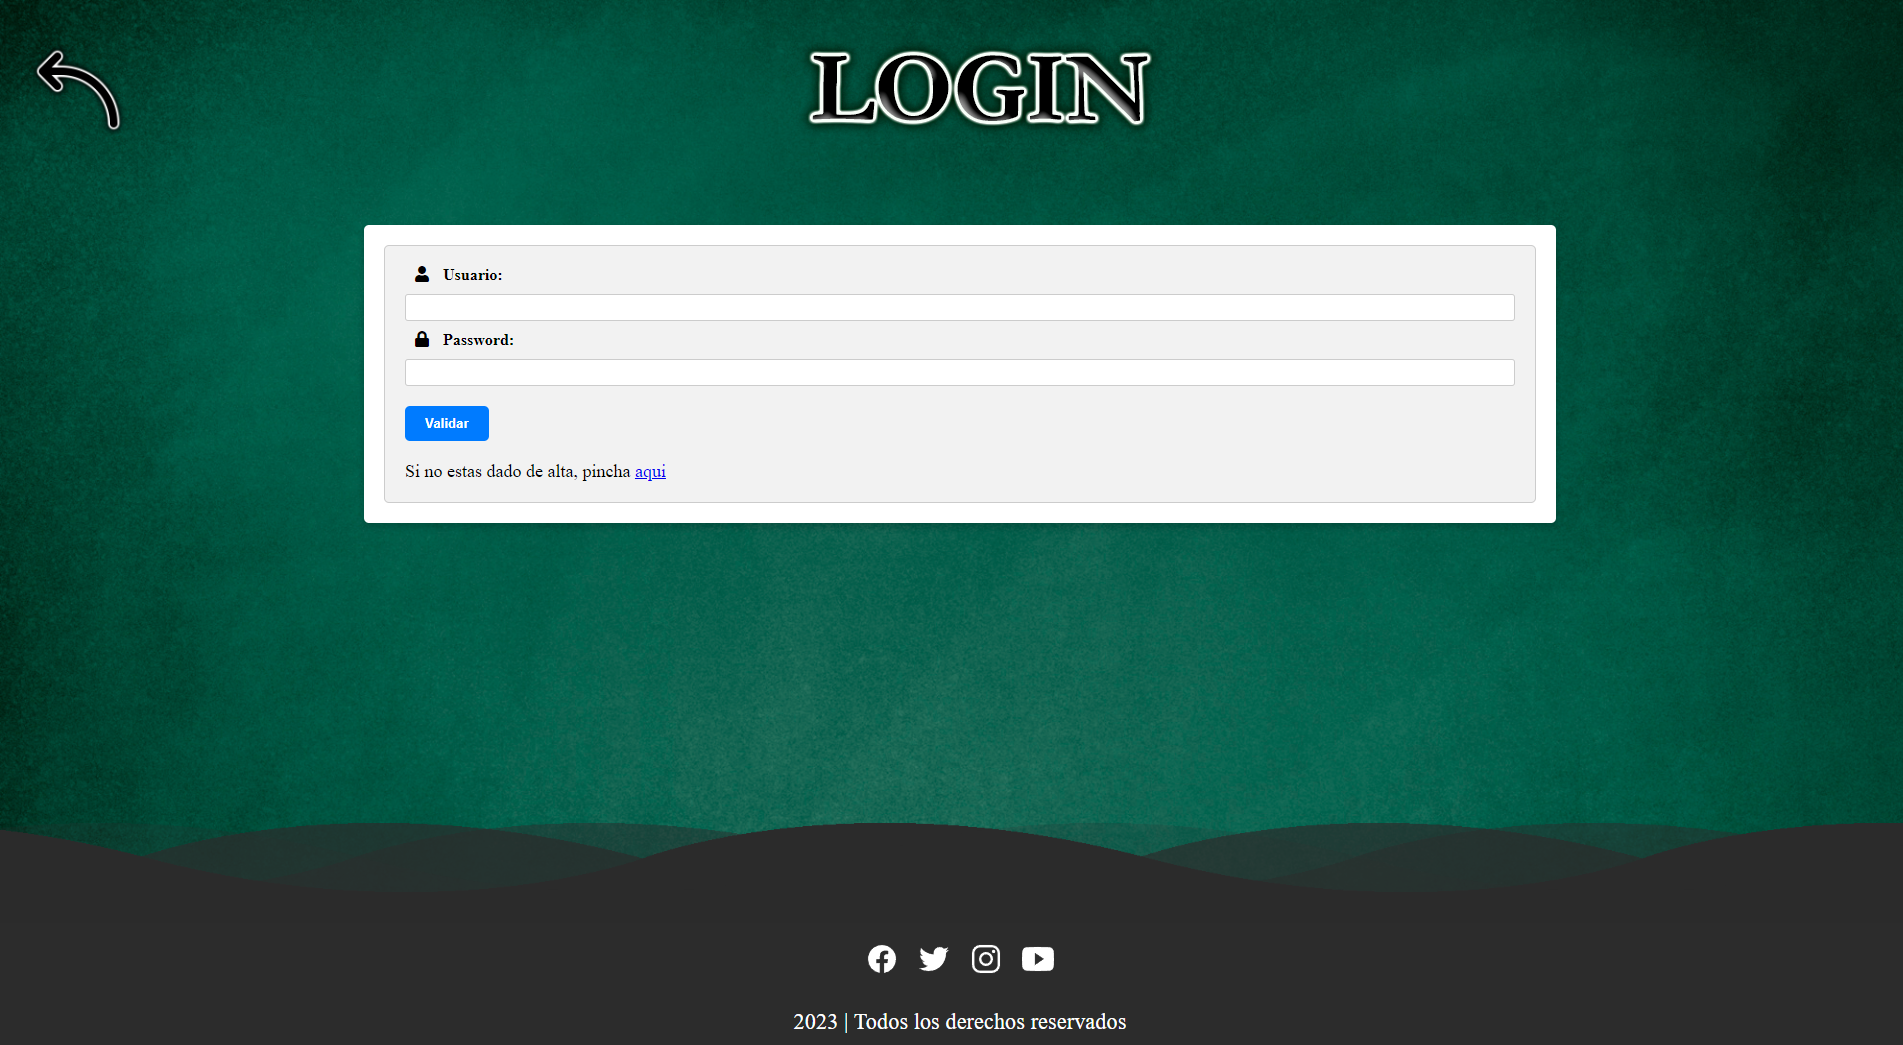 LOGIN
Usuario:
Password:
Validar
Si no estas dado de alta, pincha aqui
2023 | Todos los derechos reservados